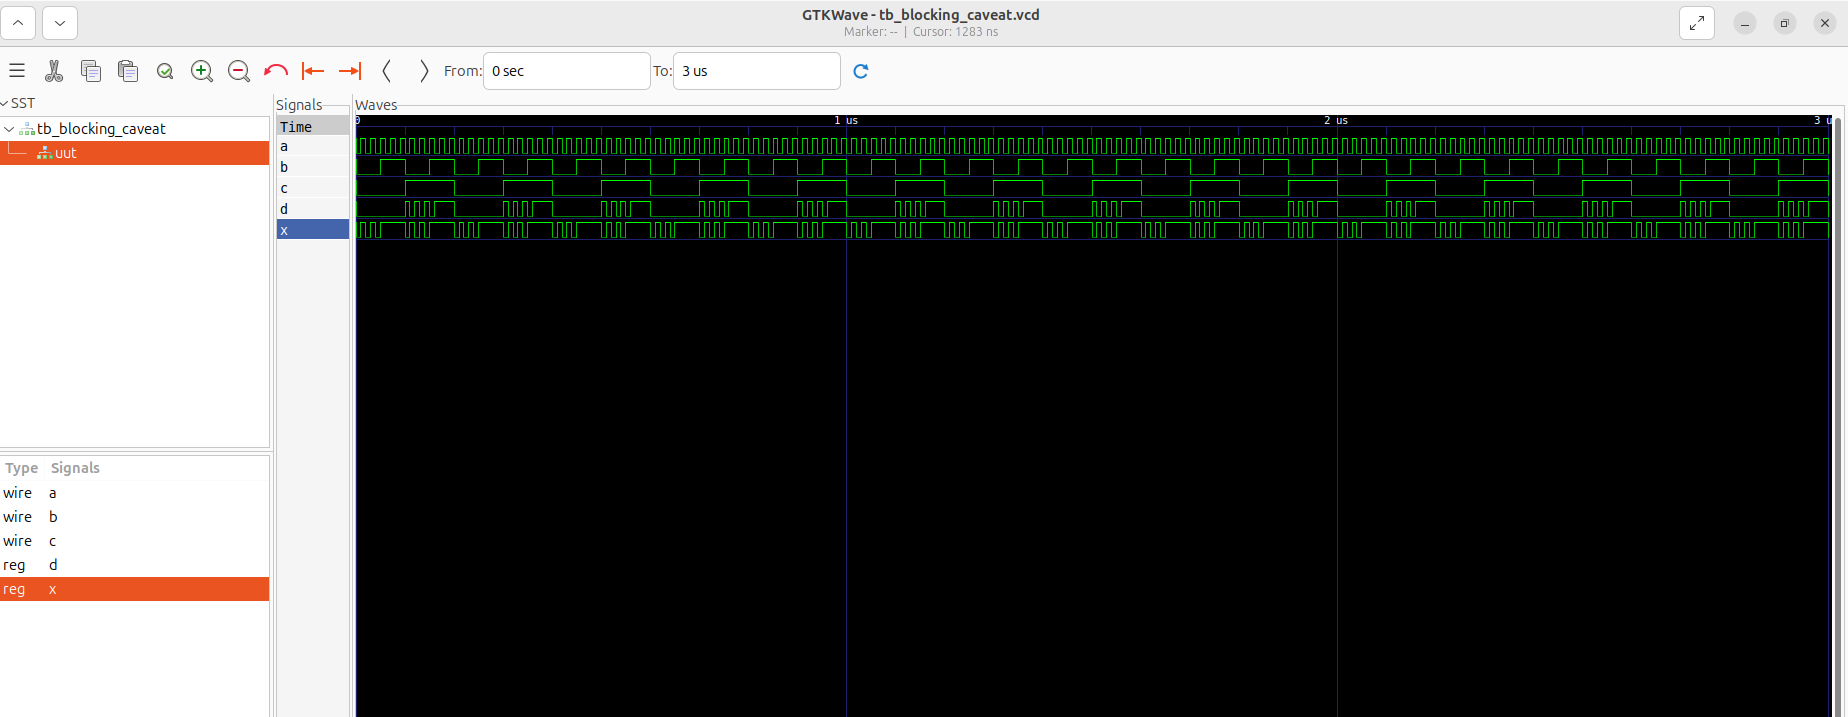 GTKWave - tb_blocking_caveat.vcd
Marker: -- | Cursor: 1283 ns
From: 0 sec To: 3 us
SST
tb_blocking_caveat
uut
Type Signals
wire a
wire b
wire c
reg d
reg x
Signals
Time
a
b
c
d
x
Waves
0 1 us 2 us 3 u